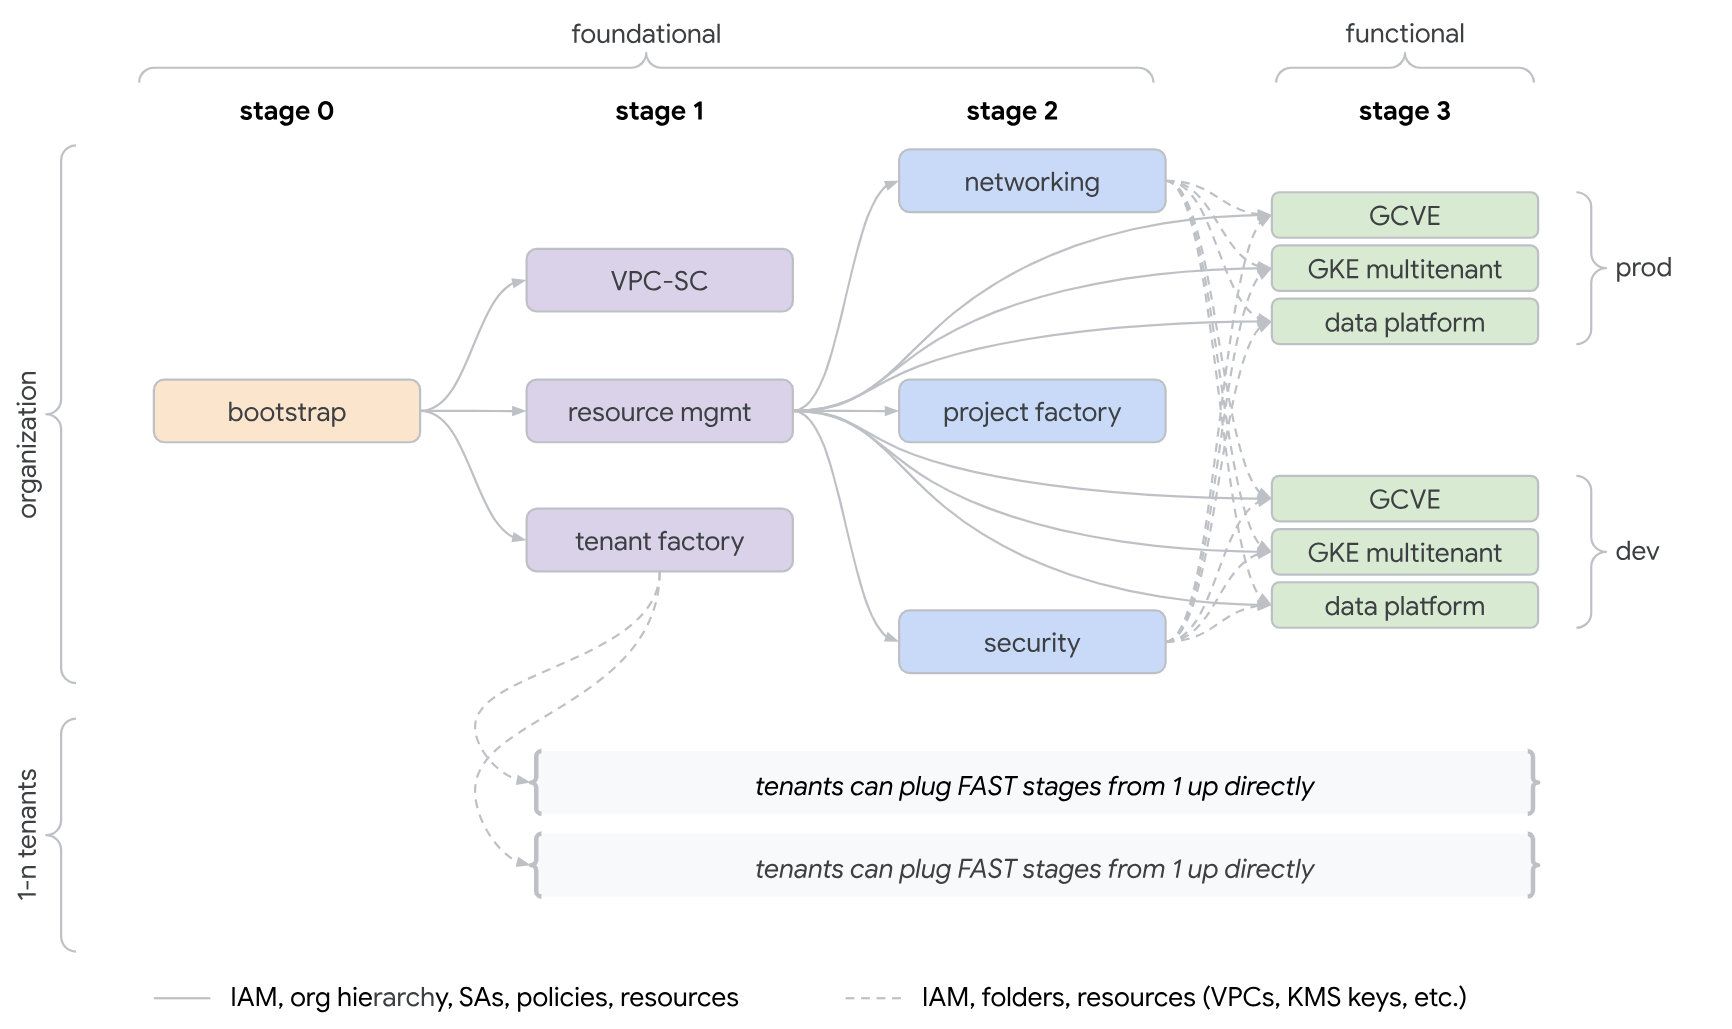 foundational
functional
stage 0
stage 1
stage 2
stage 3
organization
networking
GCVE
VPC-SC
GKE multitenant
prod
data platform
bootstrap
resource mgmt
project factory
GCVE
tenant factory
GKE multitenant
dev
data platform
security
1-n tenants
tenants can plug FAST stages from 1 up directly
tenants can plug FAST stages from 1 up directly
IAM, org hierarchy, SAs, policies, resources
IAM, folders, resources (VPCs, KMS keys, etc.)